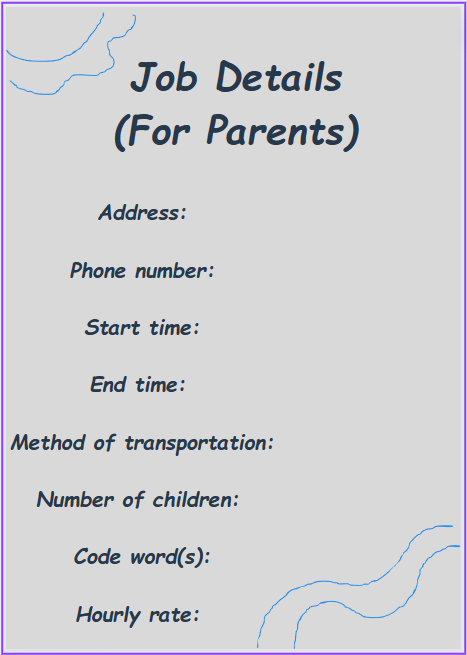 Job Details
(For Parents)
Address:
Phone number:
Start time:
End time:
Method of transportation:
Number of children:
Code word(s):
Hourly rate: